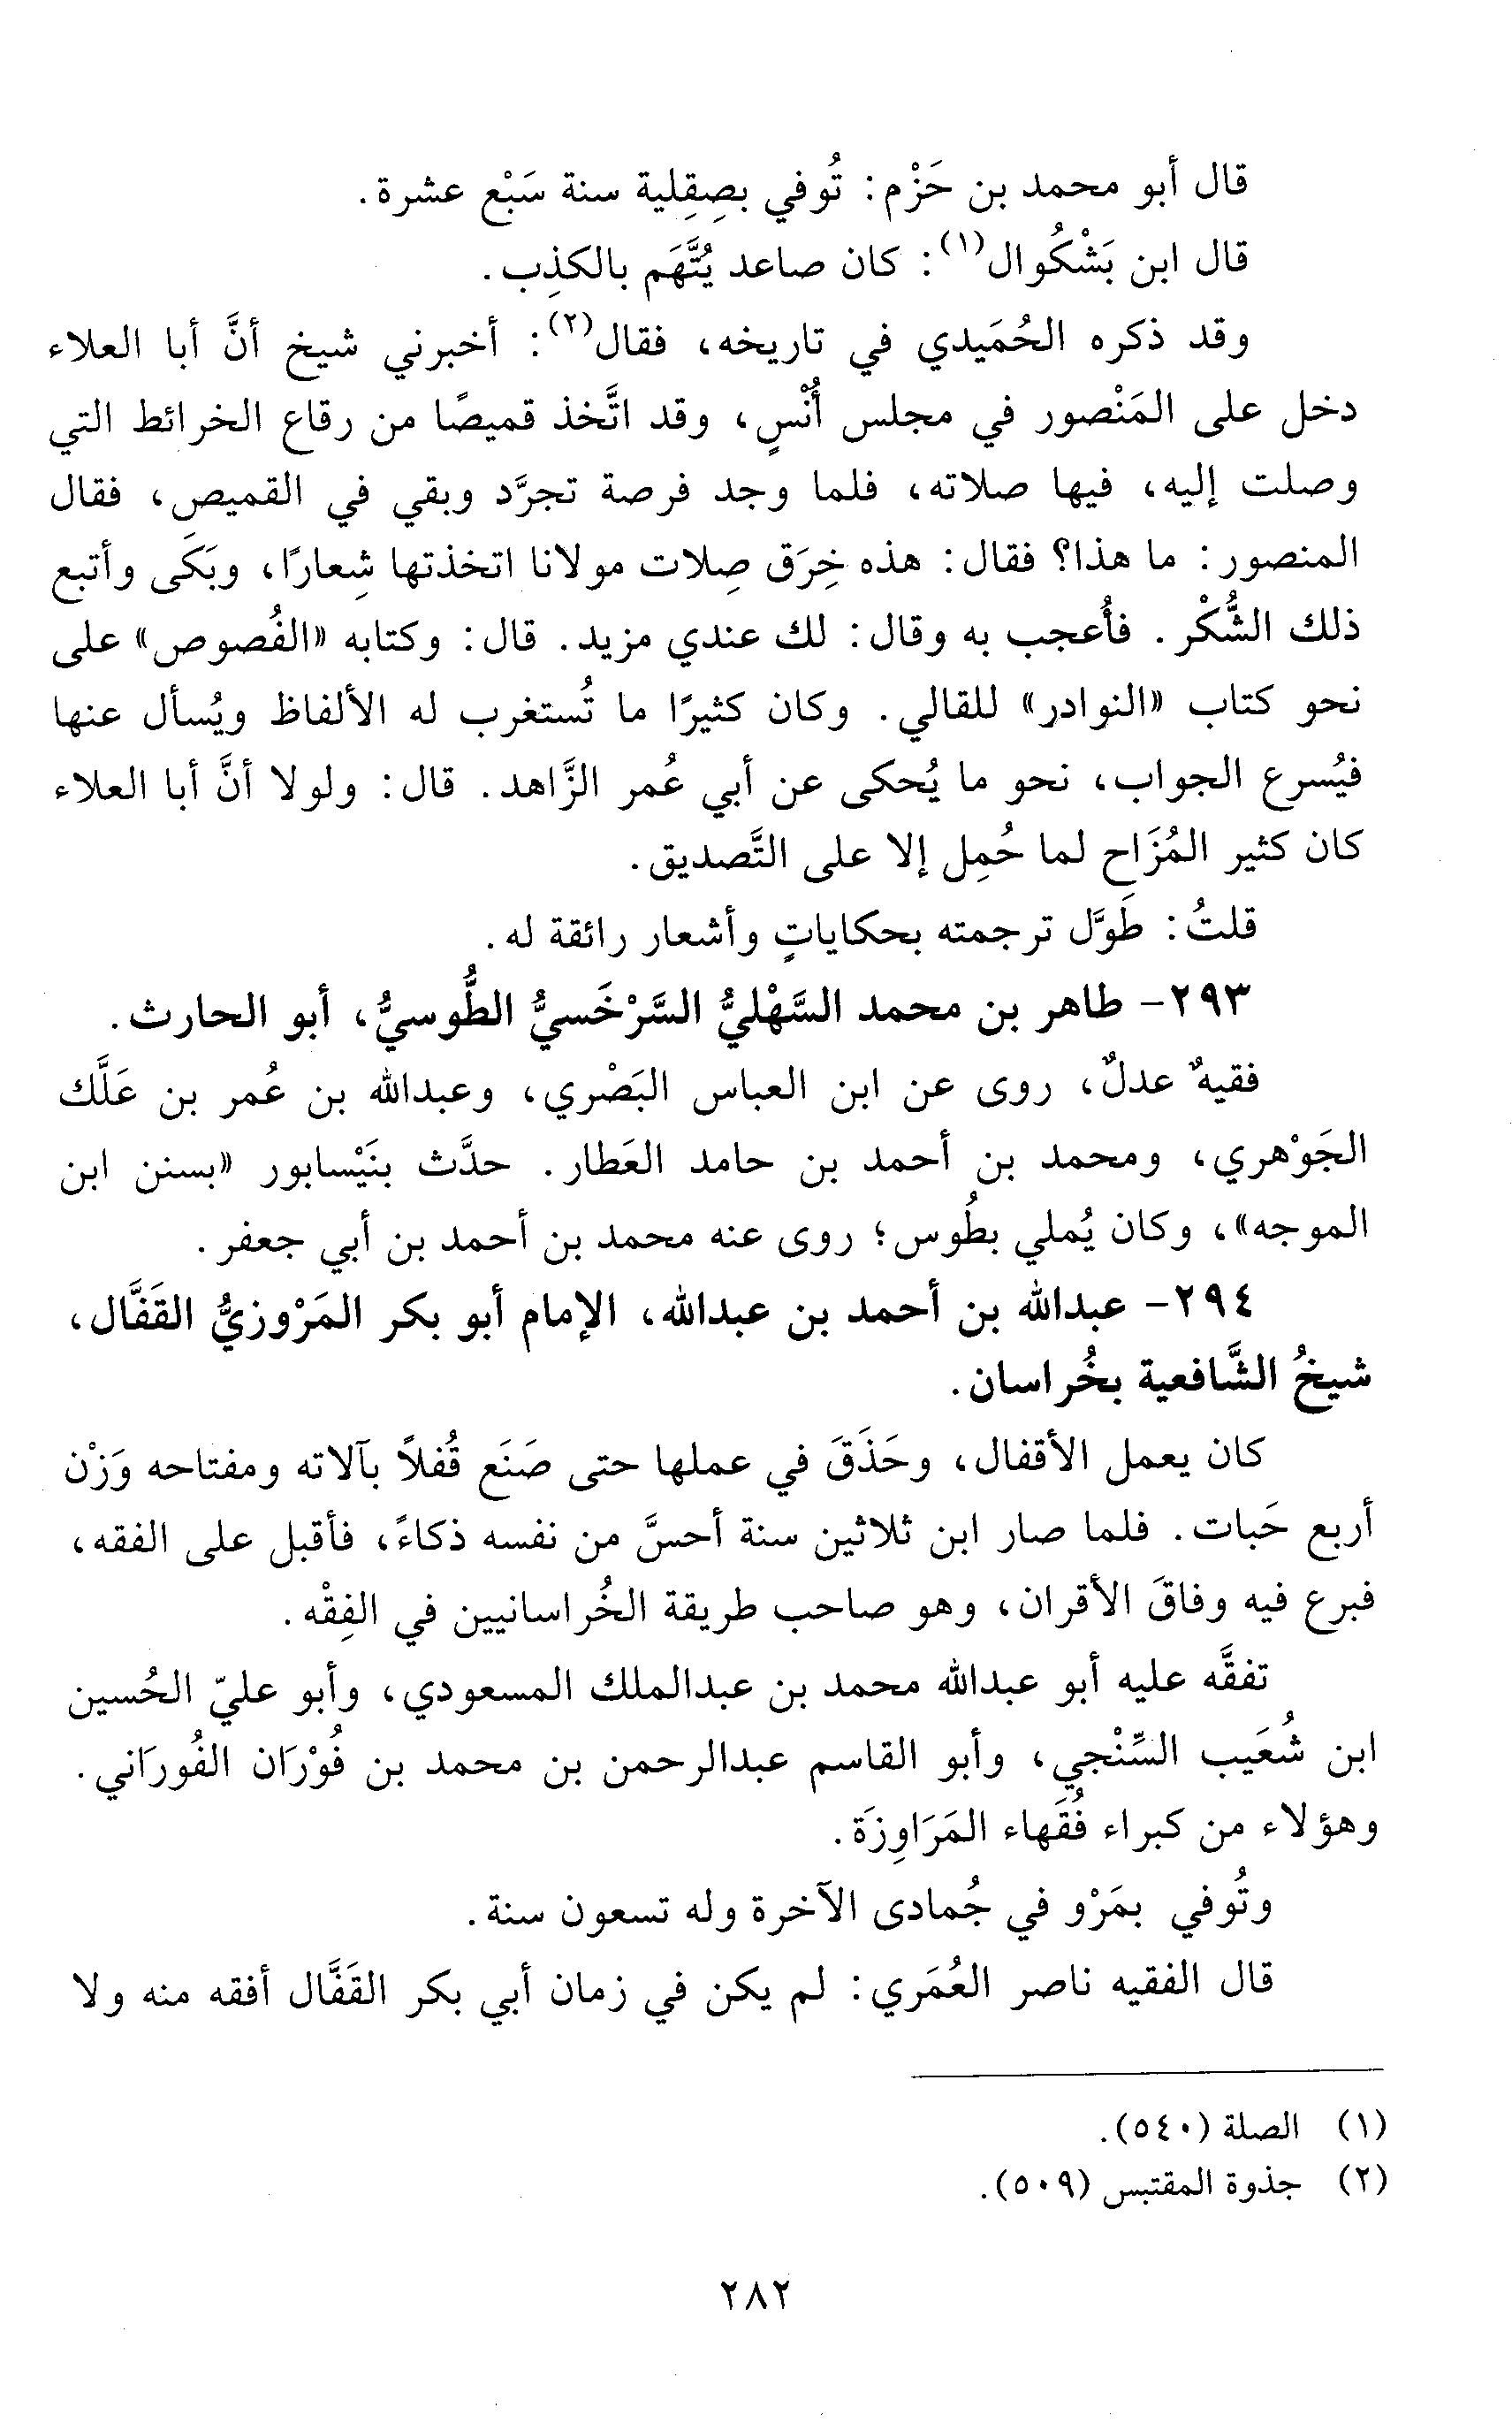 قال أبو محمد بن حَزْم: تُوفي بصِقِلية سنة سَبْع عشرة.
قال ابن بَشْكُوال(١): كان صاعد يُتَّهَم بالكذِب.
وقد ذكره الحُمَيدي في تاريخه، فقال(٢): أخبرني شيخ أنَّ أبا العلاء
دخل على المَنْصور في مجلس أُنْسٍ، وقد اتَّخذ قميصًا من رقاع الخرائط التي
وصلت إليه، فيها صلاته، فلما وجد فرصة تجرَّد وبقي في القميص، فقال
المنصور: ما هذا؟ فقال: هذه خِرَق صِلات مولانا اتخذتها شِعارًا، وبَكَى وأتبع
ذلك الشُّكْر. فأُعجب به وقال: لك عندي مزيد. قال: وكتابه «الفُصوص» على
نحو كتاب «النوادر» للقالي. وكان كثيرًا ما تُستغرب له الألفاظ ويُسأل عنها
فيُسرع الجواب، نحو ما يُحكى عن أبي عُمر الزَّاهد. قال: ولولا أنَّ أبا العلاء
كان كثير المُزَاح لما حُمِل إلا على التَّصديق.
قلتُ: طَوَّل ترجمته بحكاياتٍ وأشعار رائقة له.
٢٩٣- طاهر بن محمد السَّهْليُّ السَّرْخَسيُّ الطُّوسيُّ، أبو الحارث.
فقيهٌ عدلٌ، روى عن ابن العباس البَصْري، وعبدالله بن عُمر بن عَلَّك
الجَوْهري، ومحمد بن أحمد بن حامد العَطار. حدَّث بنَيْسابور «بسنن ابن
الموجه»، وكان يُملي بطُوس؛ روى عنه محمد بن أحمد بن أبي جعفر.
٢٩٤- عبدالله بن أحمد بن عبدالله، الإمام أبو بكر المَرْوزيُّ القَفَّال،
شيخُ الشَّافعية بخُراسان.
كان يعمل الأقفال، وحَذَقَ في عملها حتى صَنَع قُفلاً بآلاته ومفتاحه وَزْن
أربع حَبات. فلما صار ابن ثلاثين سنة أحسَّ من نفسه ذكاءً، فأقبل على الفقه،
فبرع فيه وفاقَ الأقران، وهو صاحب طريقة الخُراسانيين في الفِقْه.
تفقَّه عليه أبو عبدالله محمد بن عبدالملك المسعودي، وأبو عليّ الحُسين
ابن شُعَيب السِّنْجي، وأبو القاسم عبدالرحمن بن محمد بن فُوْرَان الفُورَاني.
وهؤلاء من كبراء فُقَهاء المَرَاوِزَة.
وتُوفي بمَرْو في جُمادى الآخرة وله تسعون سنة.
قال الفقيه ناصر العُمَري: لم يكن في زمان أبي بكر القَفَّال أفقه منه ولا
(١) الصلة (٥٤٠).
(٢) جذوة المقتبس (٥٠٩).
٢٨٢